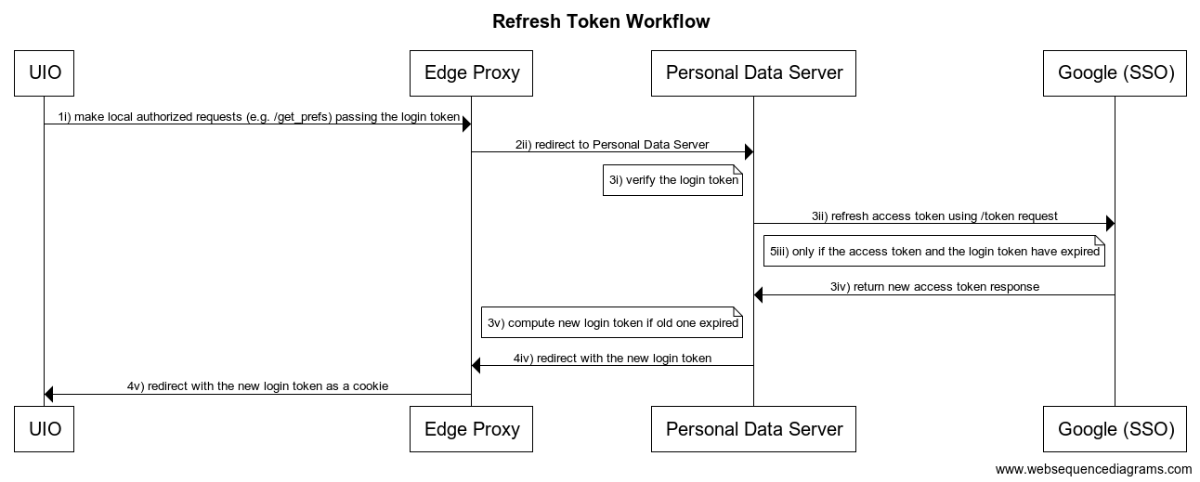 Refresh Token Workflow
UIO
Edge Proxy
Personal Data Server
Google (SSO)
1i) make local authorized requests (e.g. /get_prefs) passing the login token
2ii) redirect to Personal Data Server
3i) verify the login token
3ii) refresh access token using /token request
5iii) only if the access token and the login token have expired
3iv) return new access token response
3v) compute new login token if old one expired
4iv) redirect with the new login token
4v) redirect with the new login token as a cookie
UIO
Edge Proxy
Personal Data Server
Google (SSO)
www.websequencediagrams.com